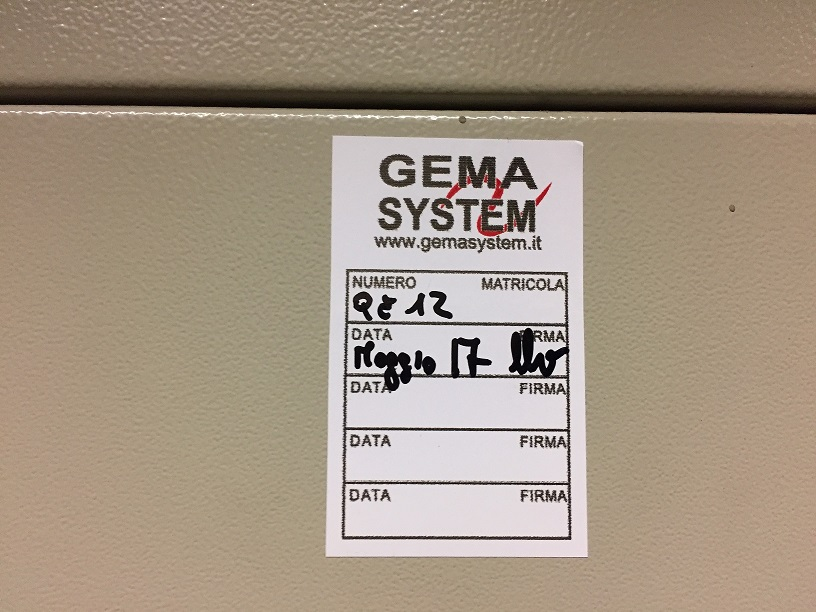 GEMA
SYSTEM
www.gemasystem.it
NUMERO MATRICOLA
QE 12
DATA FIRMA
Maggio 17
DATA FIRMA
DATA FIRMA
DATA FIRMA